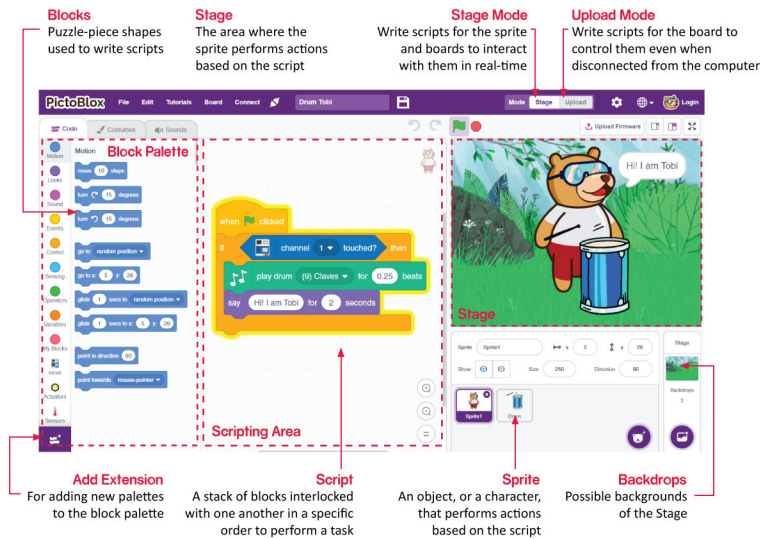 Blocks
Puzzle-piece shapes
used to write scripts
Stage
The area where the
sprite performs actions
based on the script
Stage Mode
Write scripts for the sprite
and boards to interact
with them in real-time
Upload Mode
Write scripts for the board to
control them even when
disconnected from the computer
PictoBlox File Edit Tutorials Board Connect Drum Tobi Mode Stage Upload Login
Code Costumes Sounds Upload Firmware
Motion
Looks
Sound
Events
Control
Sensing
Operators
Variables
My Blocks
Actuators
Sensors
Motion
Block Palette
move 10 steps
turn 15 degrees
turn 15 degrees
go to random position
go to x: 5 y: 26
glide 1 secs to random position
glide 1 secs to x: 5 y: 26
point in direction 90
point towards mouse-pointer
when clicked
if channel 1 touched? then
play drum (9) Claves for 0.25 beats
say Hi! I am Tobi for 2 seconds
Scripting Area
Hi! I am Tobi
Stage
Sprite Sprite1 x 5 y 26
Show Size 250 Direction 90
Sprite1
Drum
Stage
Backdrops
2
Add Extension
For adding new palettes
to the block palette
Script
A stack of blocks interlocked
with one another in a specific
order to perform a task
Sprite
An object, or a character,
that performs actions
based on the script
Backdrops
Possible backgrounds
of the Stage